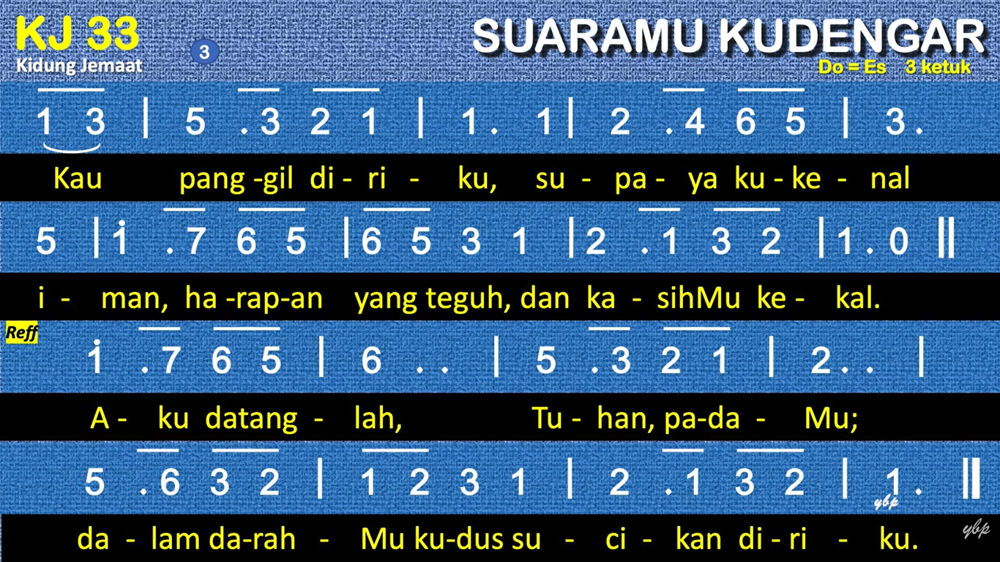 KJ 33
Kidung Jemaat
3
SUARAMU KUDENGAR
Do = Es 3 ketuk
1 3 | 5 . 3 2 1 | 1 . 1 | 2 . 4 6 5 | 3 .
Kau pang -gil di - ri - ku, su - pa - ya ku - ke - nal
5 | i . 7 6 5 | 6 5 3 1 | 2 . 1 3 2 | 1 . 0 ||
i - man, ha -rap-an yang teguh, dan ka - sihMu ke - kal.
Reff
i . 7 6 5 | 6 . . | 5 . 3 2 1 | 2 . . |
A - ku datang - lah, Tu - han, pa-da - Mu;
5 . 6 3 2 | 1 2 3 1 | 2 . 1 3 2 | 1 . ||
ybp
da - lam da-rah - Mu ku-dus su - ci - kan di - ri - ku.
ybp